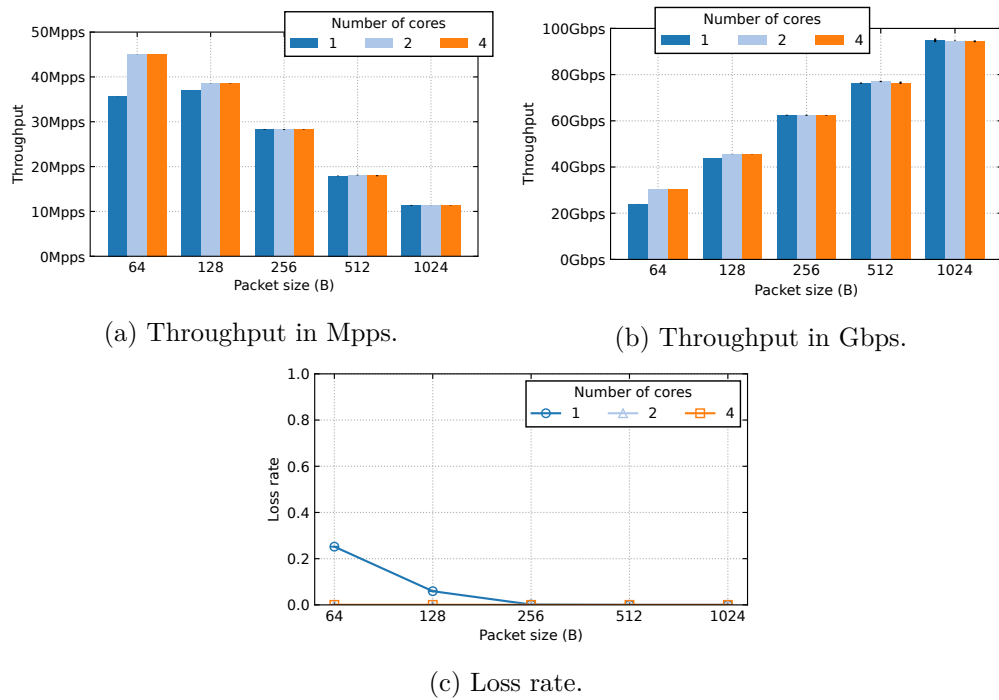 Number of cores
1 2 4
50Mpps
40Mpps
30Mpps
20Mpps
10Mpps
0Mpps
Throughput
64 128 256 512 1024
Packet size (B)
(a) Throughput in Mpps.
Number of cores
1 2 4
100Gbps
80Gbps
60Gbps
40Gbps
20Gbps
0Gbps
Throughput
64 128 256 512 1024
Packet size (B)
(b) Throughput in Gbps.
Number of cores
1 2 4
1.0
0.8
0.6
0.4
0.2
0.0
Loss rate
64 128 256 512 1024
Packet size (B)
(c) Loss rate.